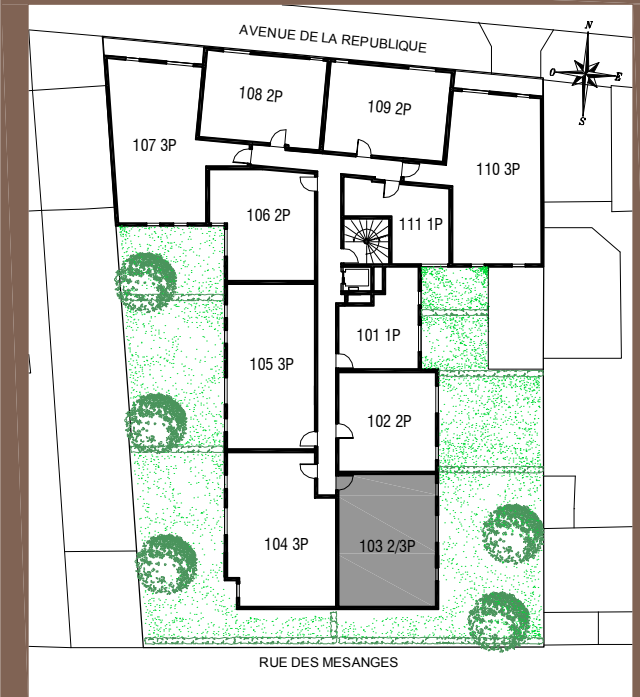 N
AVENUE DE LA REPUBLIQUE
O
E
S
108 2P
109 2P
107 3P
110 3P
106 2P
111 1P
101 1P
105 3P
102 2P
104 3P
103 2/3P
RUE DES MESANGES